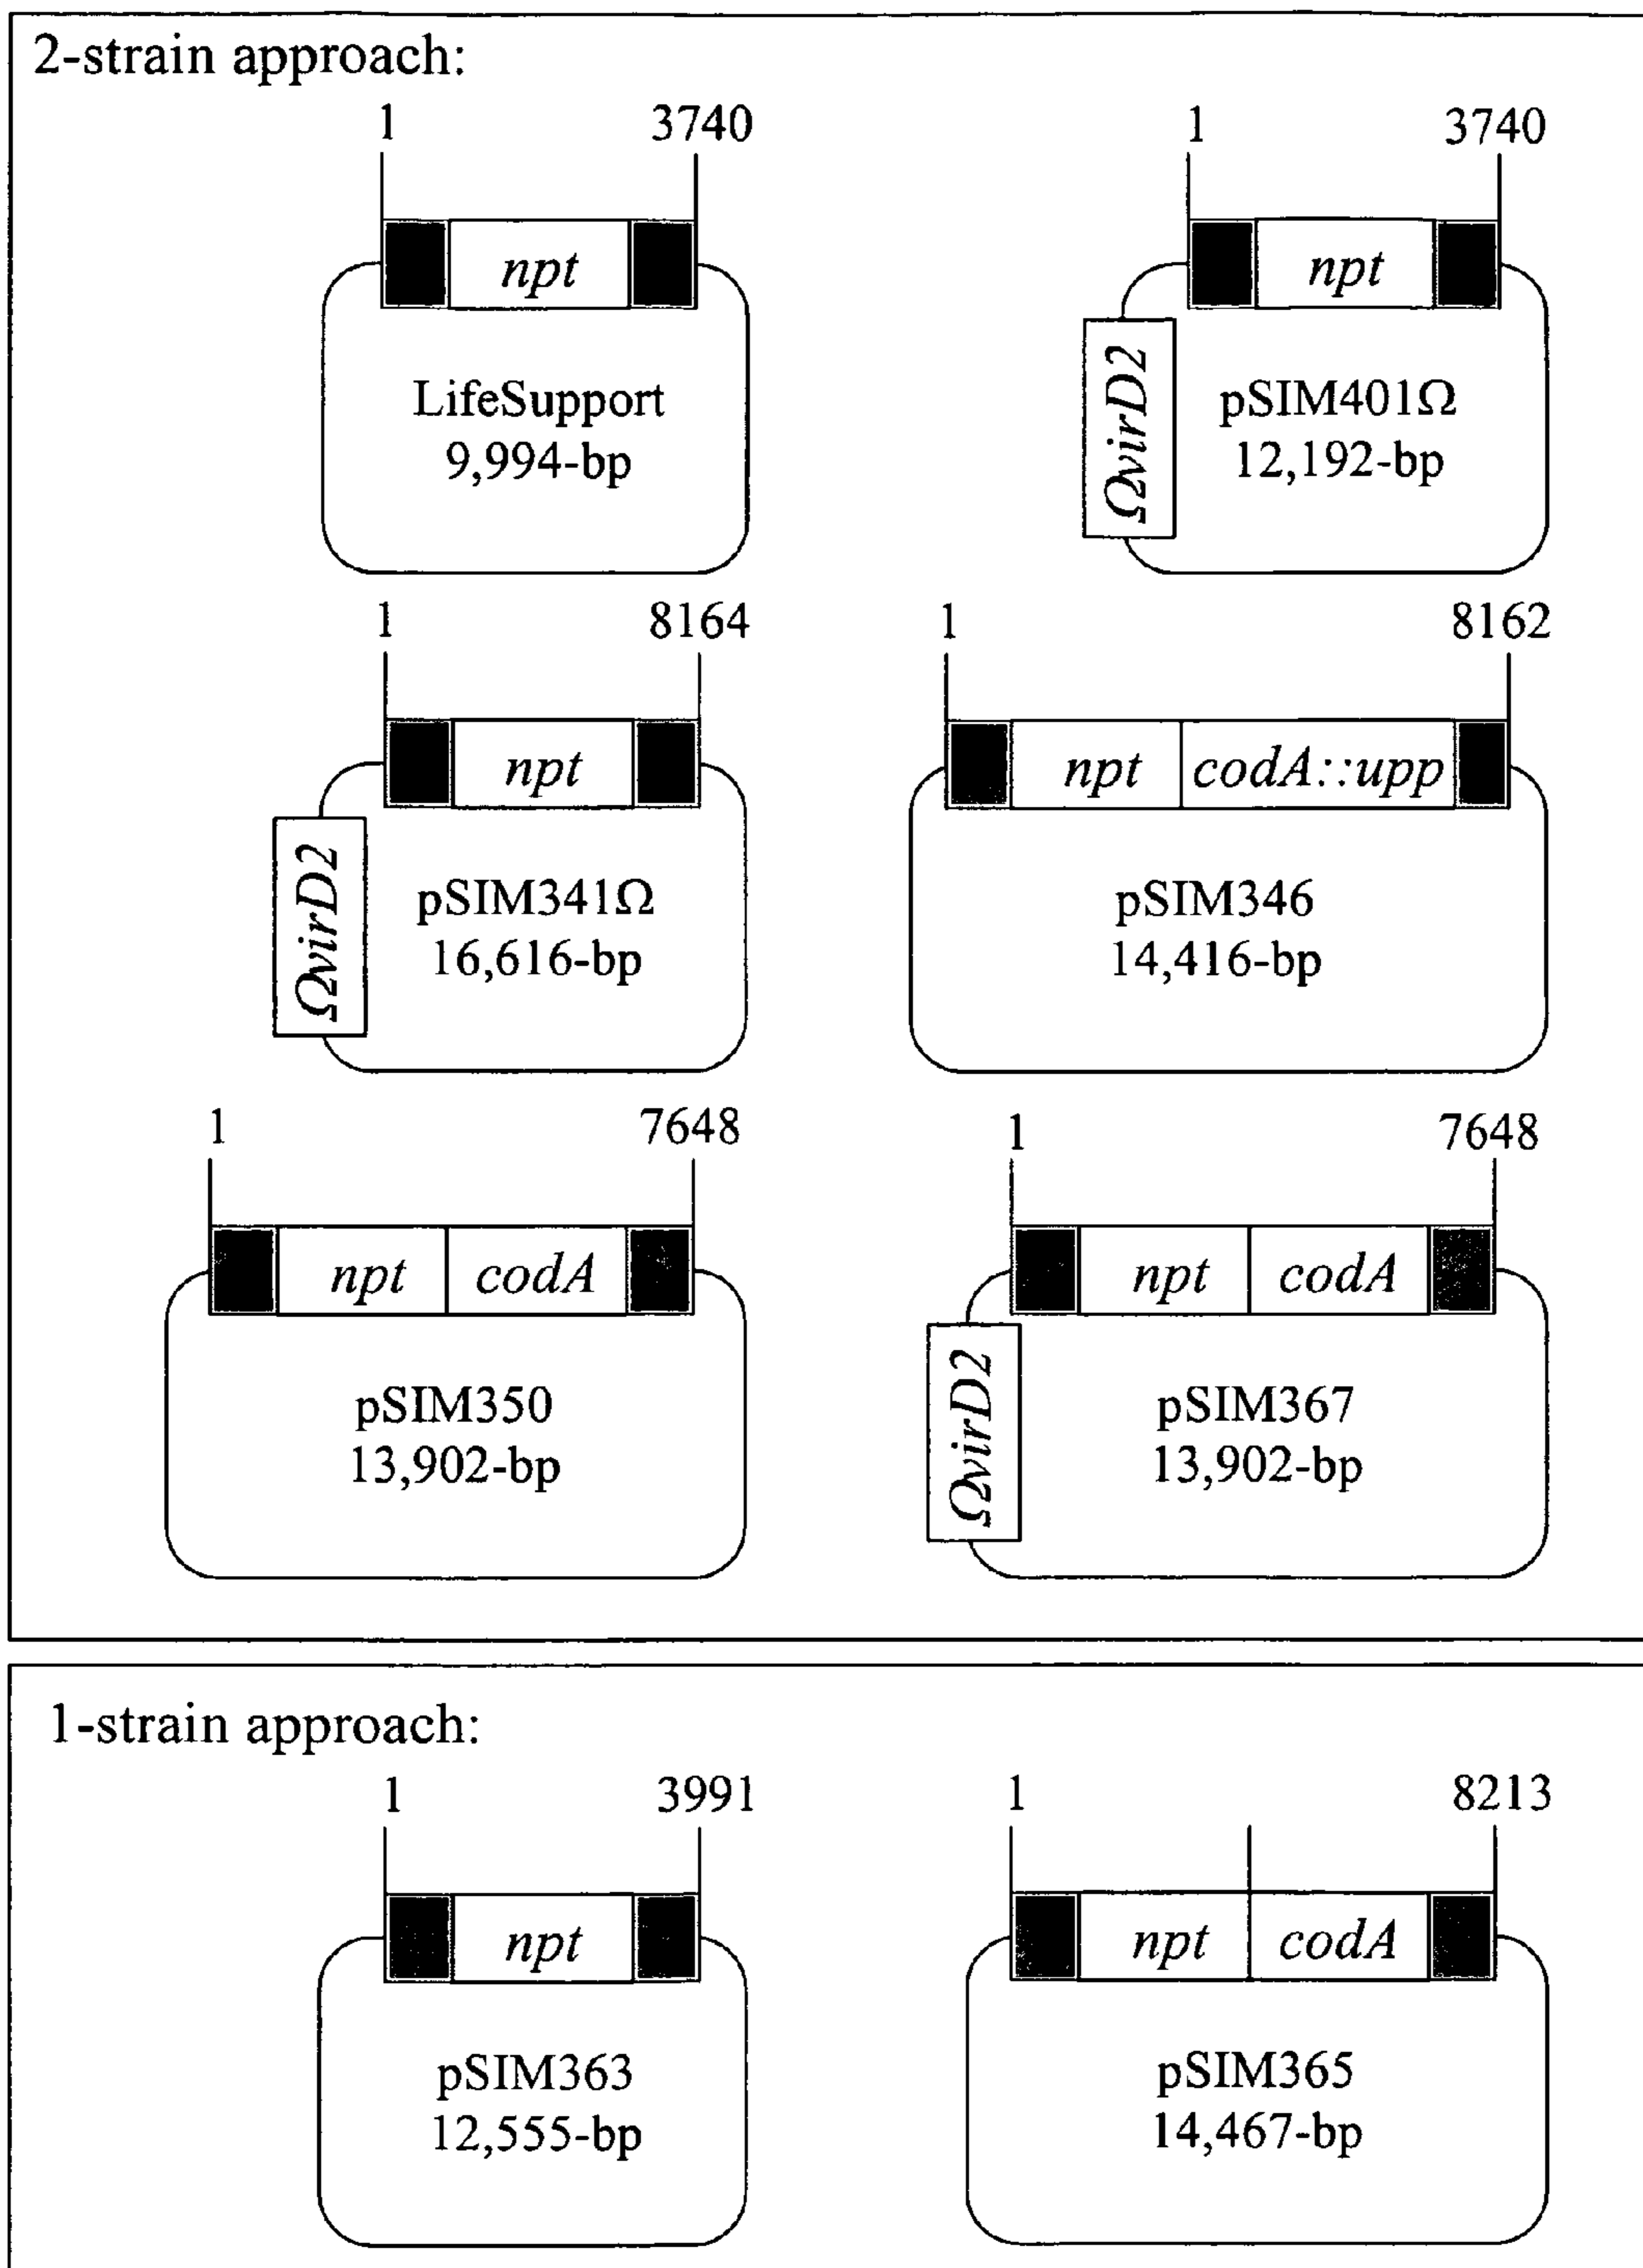 2-strain approach:
1 3740
npt
LifeSupport
9,994-bp
1 3740
npt
ΩvirD2
pSIM401Ω
12,192-bp
1 8164
npt
ΩvirD2
pSIM341Ω
16,616-bp
1 8162
npt codA::upp
pSIM346
14,416-bp
1 7648
npt codA
pSIM350
13,902-bp
1 7648
npt codA
ΩvirD2
pSIM367
13,902-bp
1-strain approach:
1 3991
npt
pSIM363
12,555-bp
1 8213
npt codA
pSIM365
14,467-bp